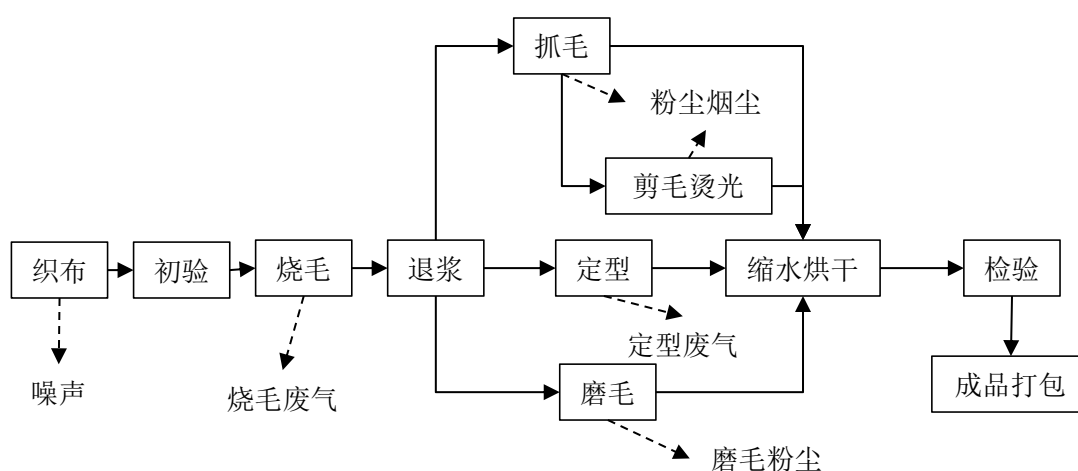 抓毛
粉尘烟尘
剪毛烫光
织布
初验
烧毛
退浆
定型
缩水烘干
检验
定型废气
噪声
烧毛废气
磨毛
成品打包
磨毛粉尘